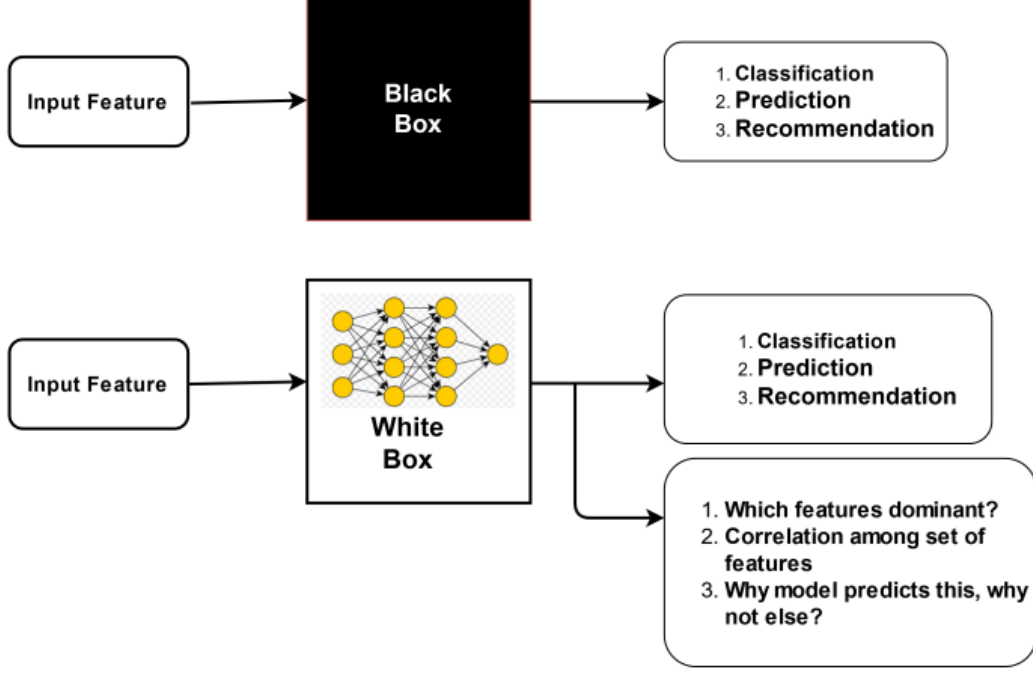 Input Feature
Black
Box
1. Classification
2. Prediction
3. Recommendation
Input Feature
White
Box
1. Classification
2. Prediction
3. Recommendation
1. Which features dominant?
2. Correlation among set of
features
3. Why model predicts this, why
not else?